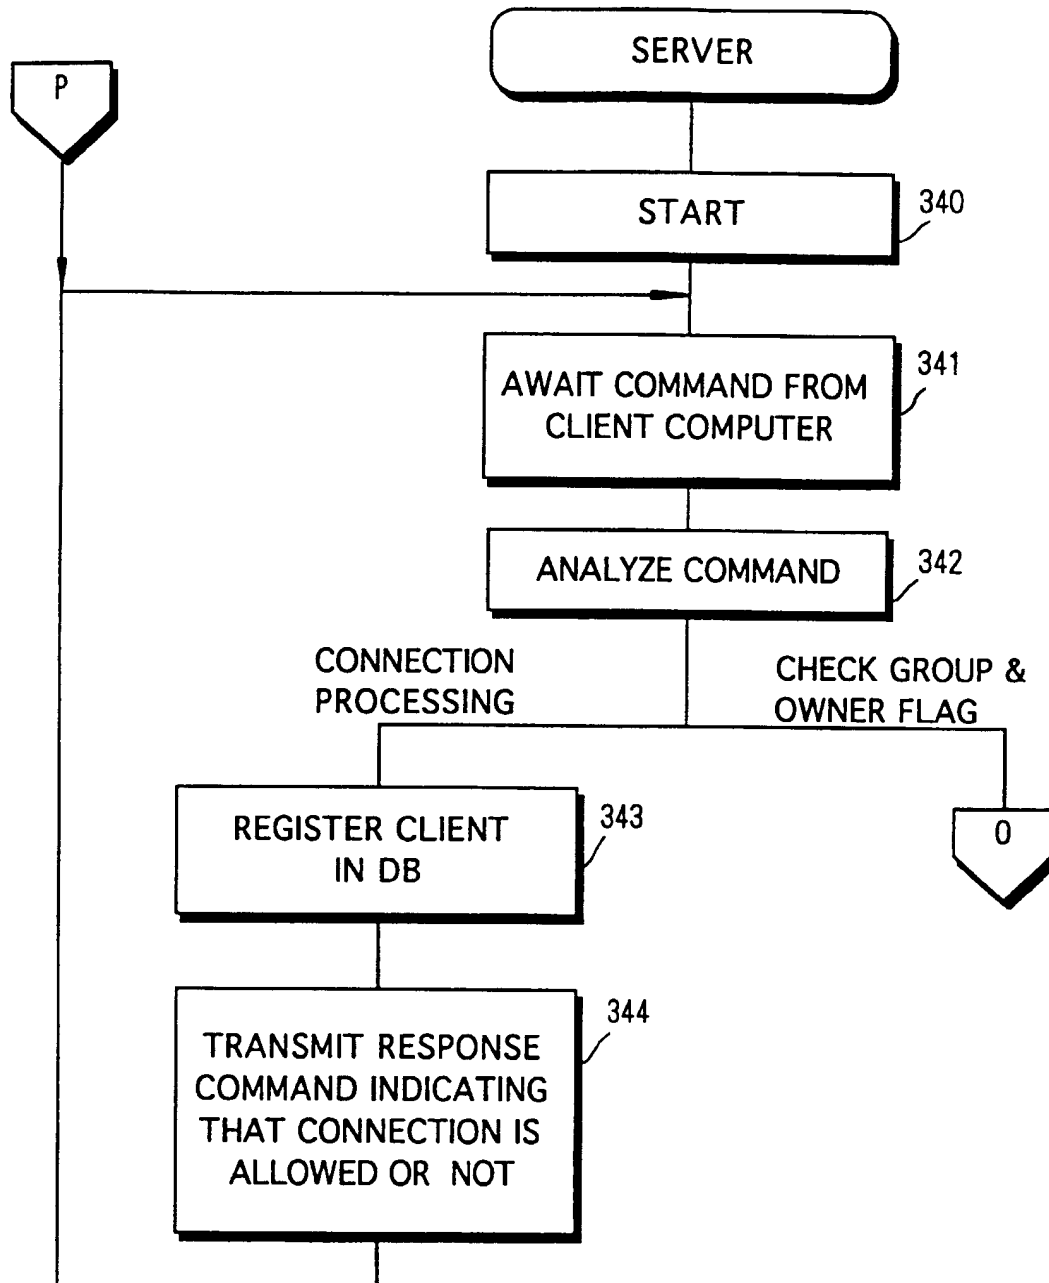 SERVER
P
START
340
AWAIT COMMAND FROM
CLIENT COMPUTER
341
ANALYZE COMMAND
342
CONNECTION
PROCESSING
CHECK GROUP &
OWNER FLAG
REGISTER CLIENT
IN DB
343
O
TRANSMIT RESPONSE
COMMAND INDICATING
THAT CONNECTION IS
ALLOWED OR NOT
344